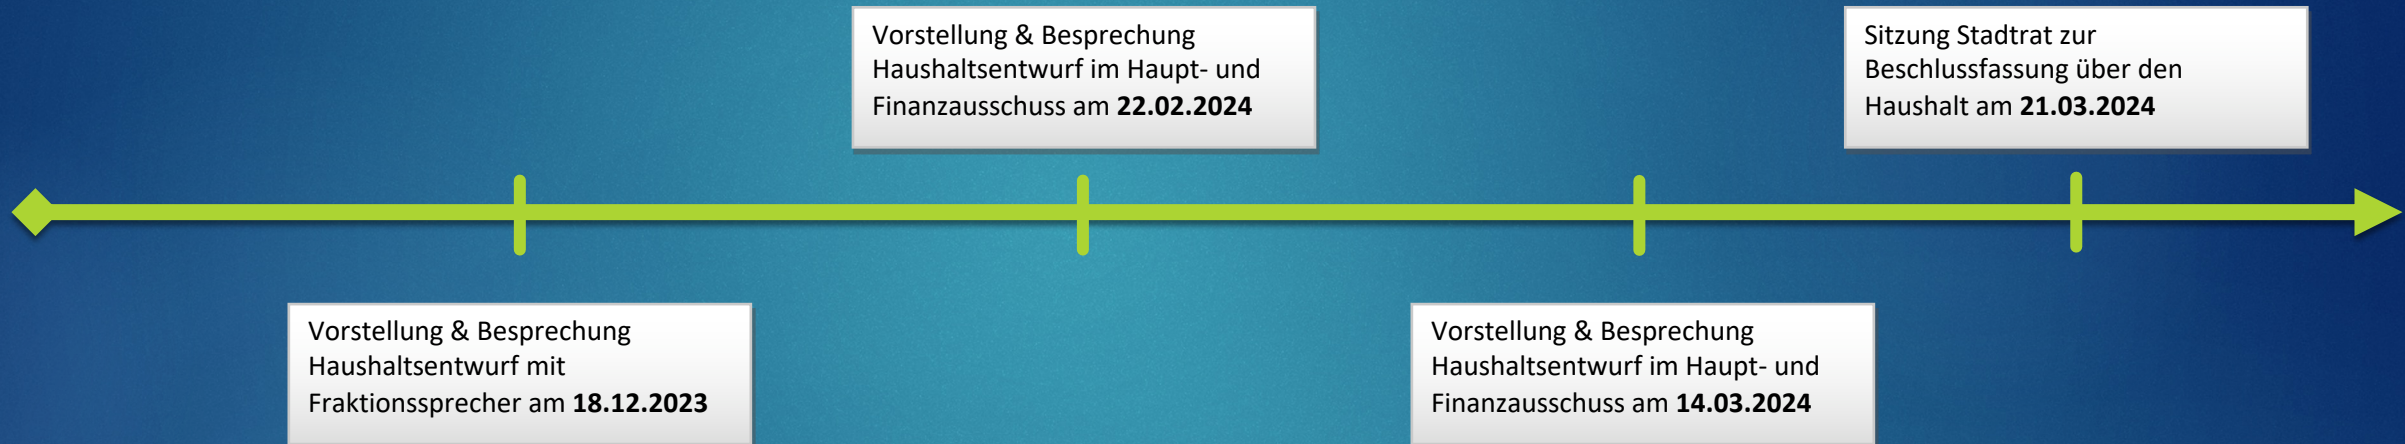 Vorstellung & Besprechung
Haushaltsentwurf im Haupt- und
Finanzausschuss am 22.02.2024
Sitzung Stadtrat zur
Beschlussfassung über den
Haushalt am 21.03.2024
Vorstellung & Besprechung
Haushaltsentwurf mit
Fraktionssprecher am 18.12.2023
Vorstellung & Besprechung
Haushaltsentwurf im Haupt- und
Finanzausschuss am 14.03.2024